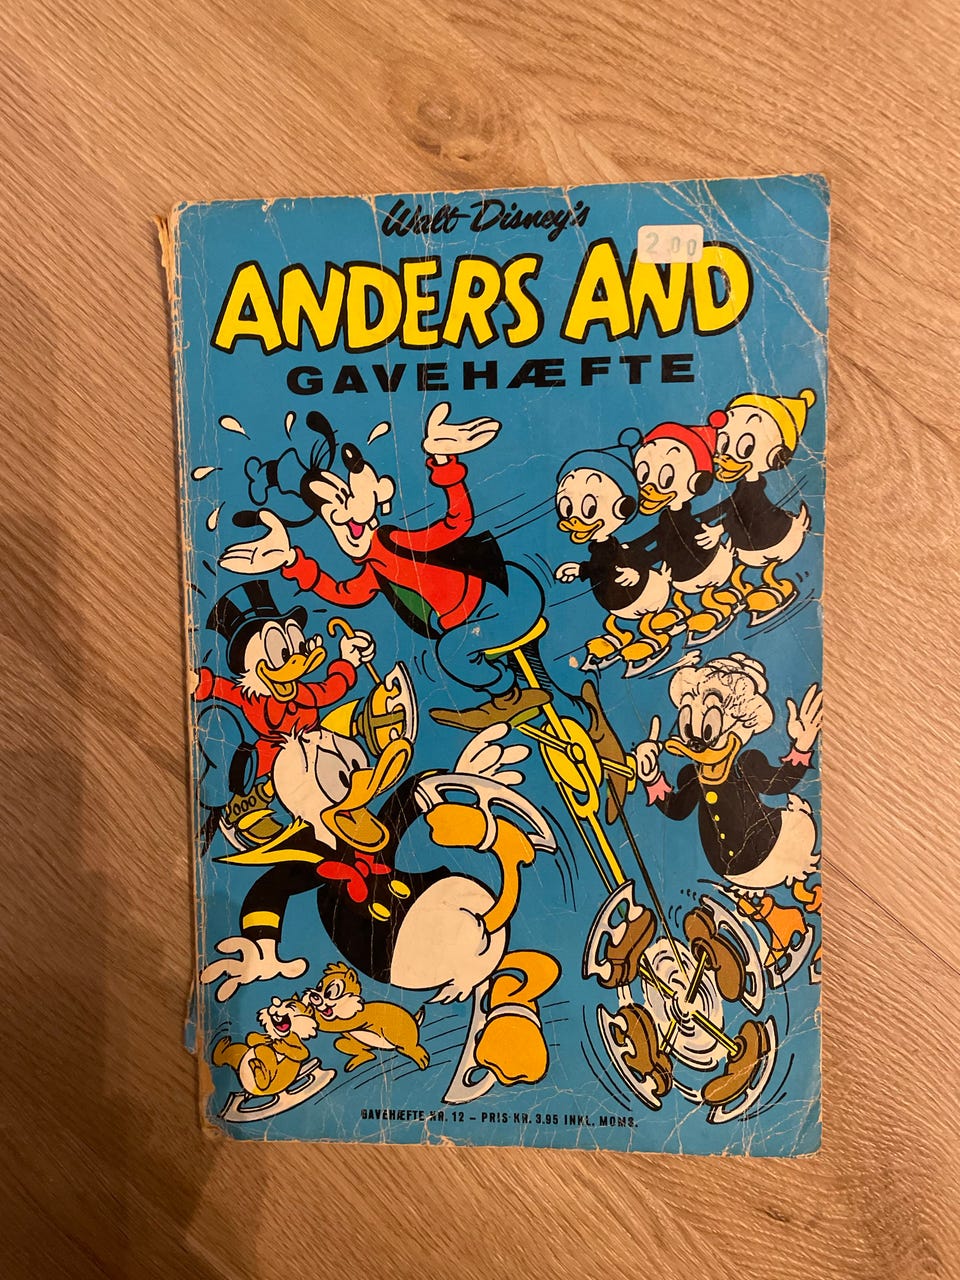 Walt Disney's
2.00
ANDERS AND
GAVEHÆFTE
GAVEHÆFTE NR. 12 – PRIS KR. 3.95 INKL. MOMS.